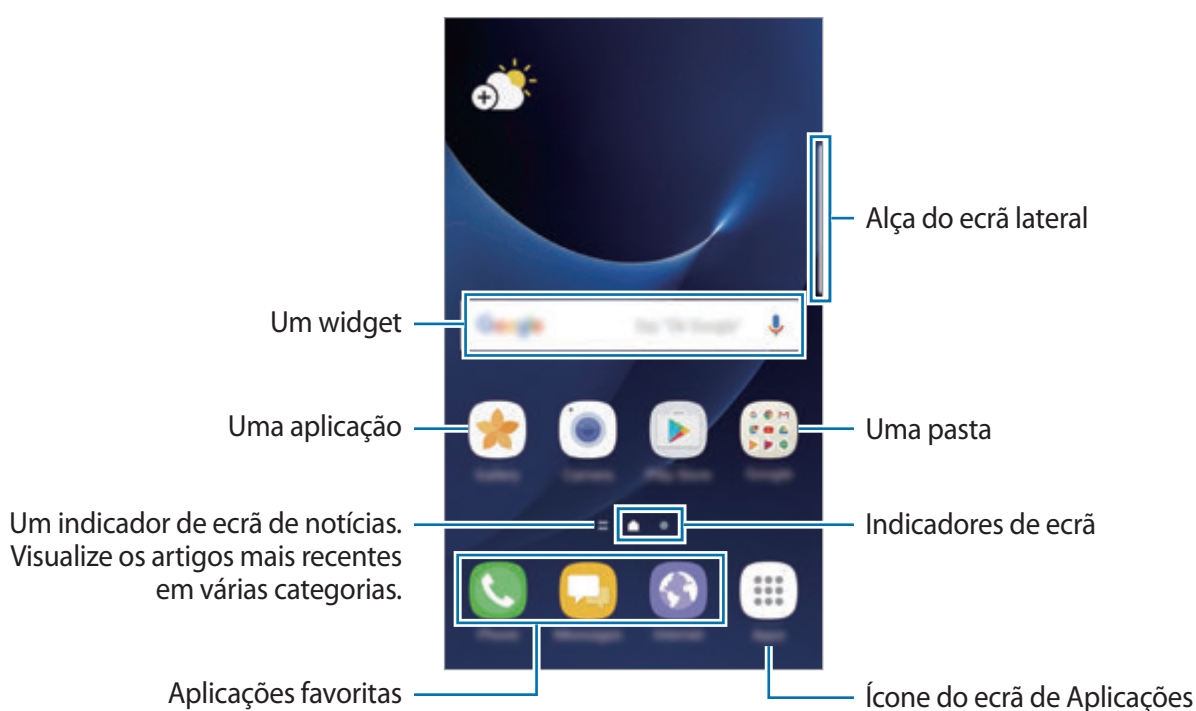 Alça do ecrã lateral
Um widget
Uma aplicação
Uma pasta
Um indicador de ecrã de notícias.
Visualize os artigos mais recentes
em várias categorias.
Indicadores de ecrã
Aplicações favoritas
Ícone do ecrã de Aplicações